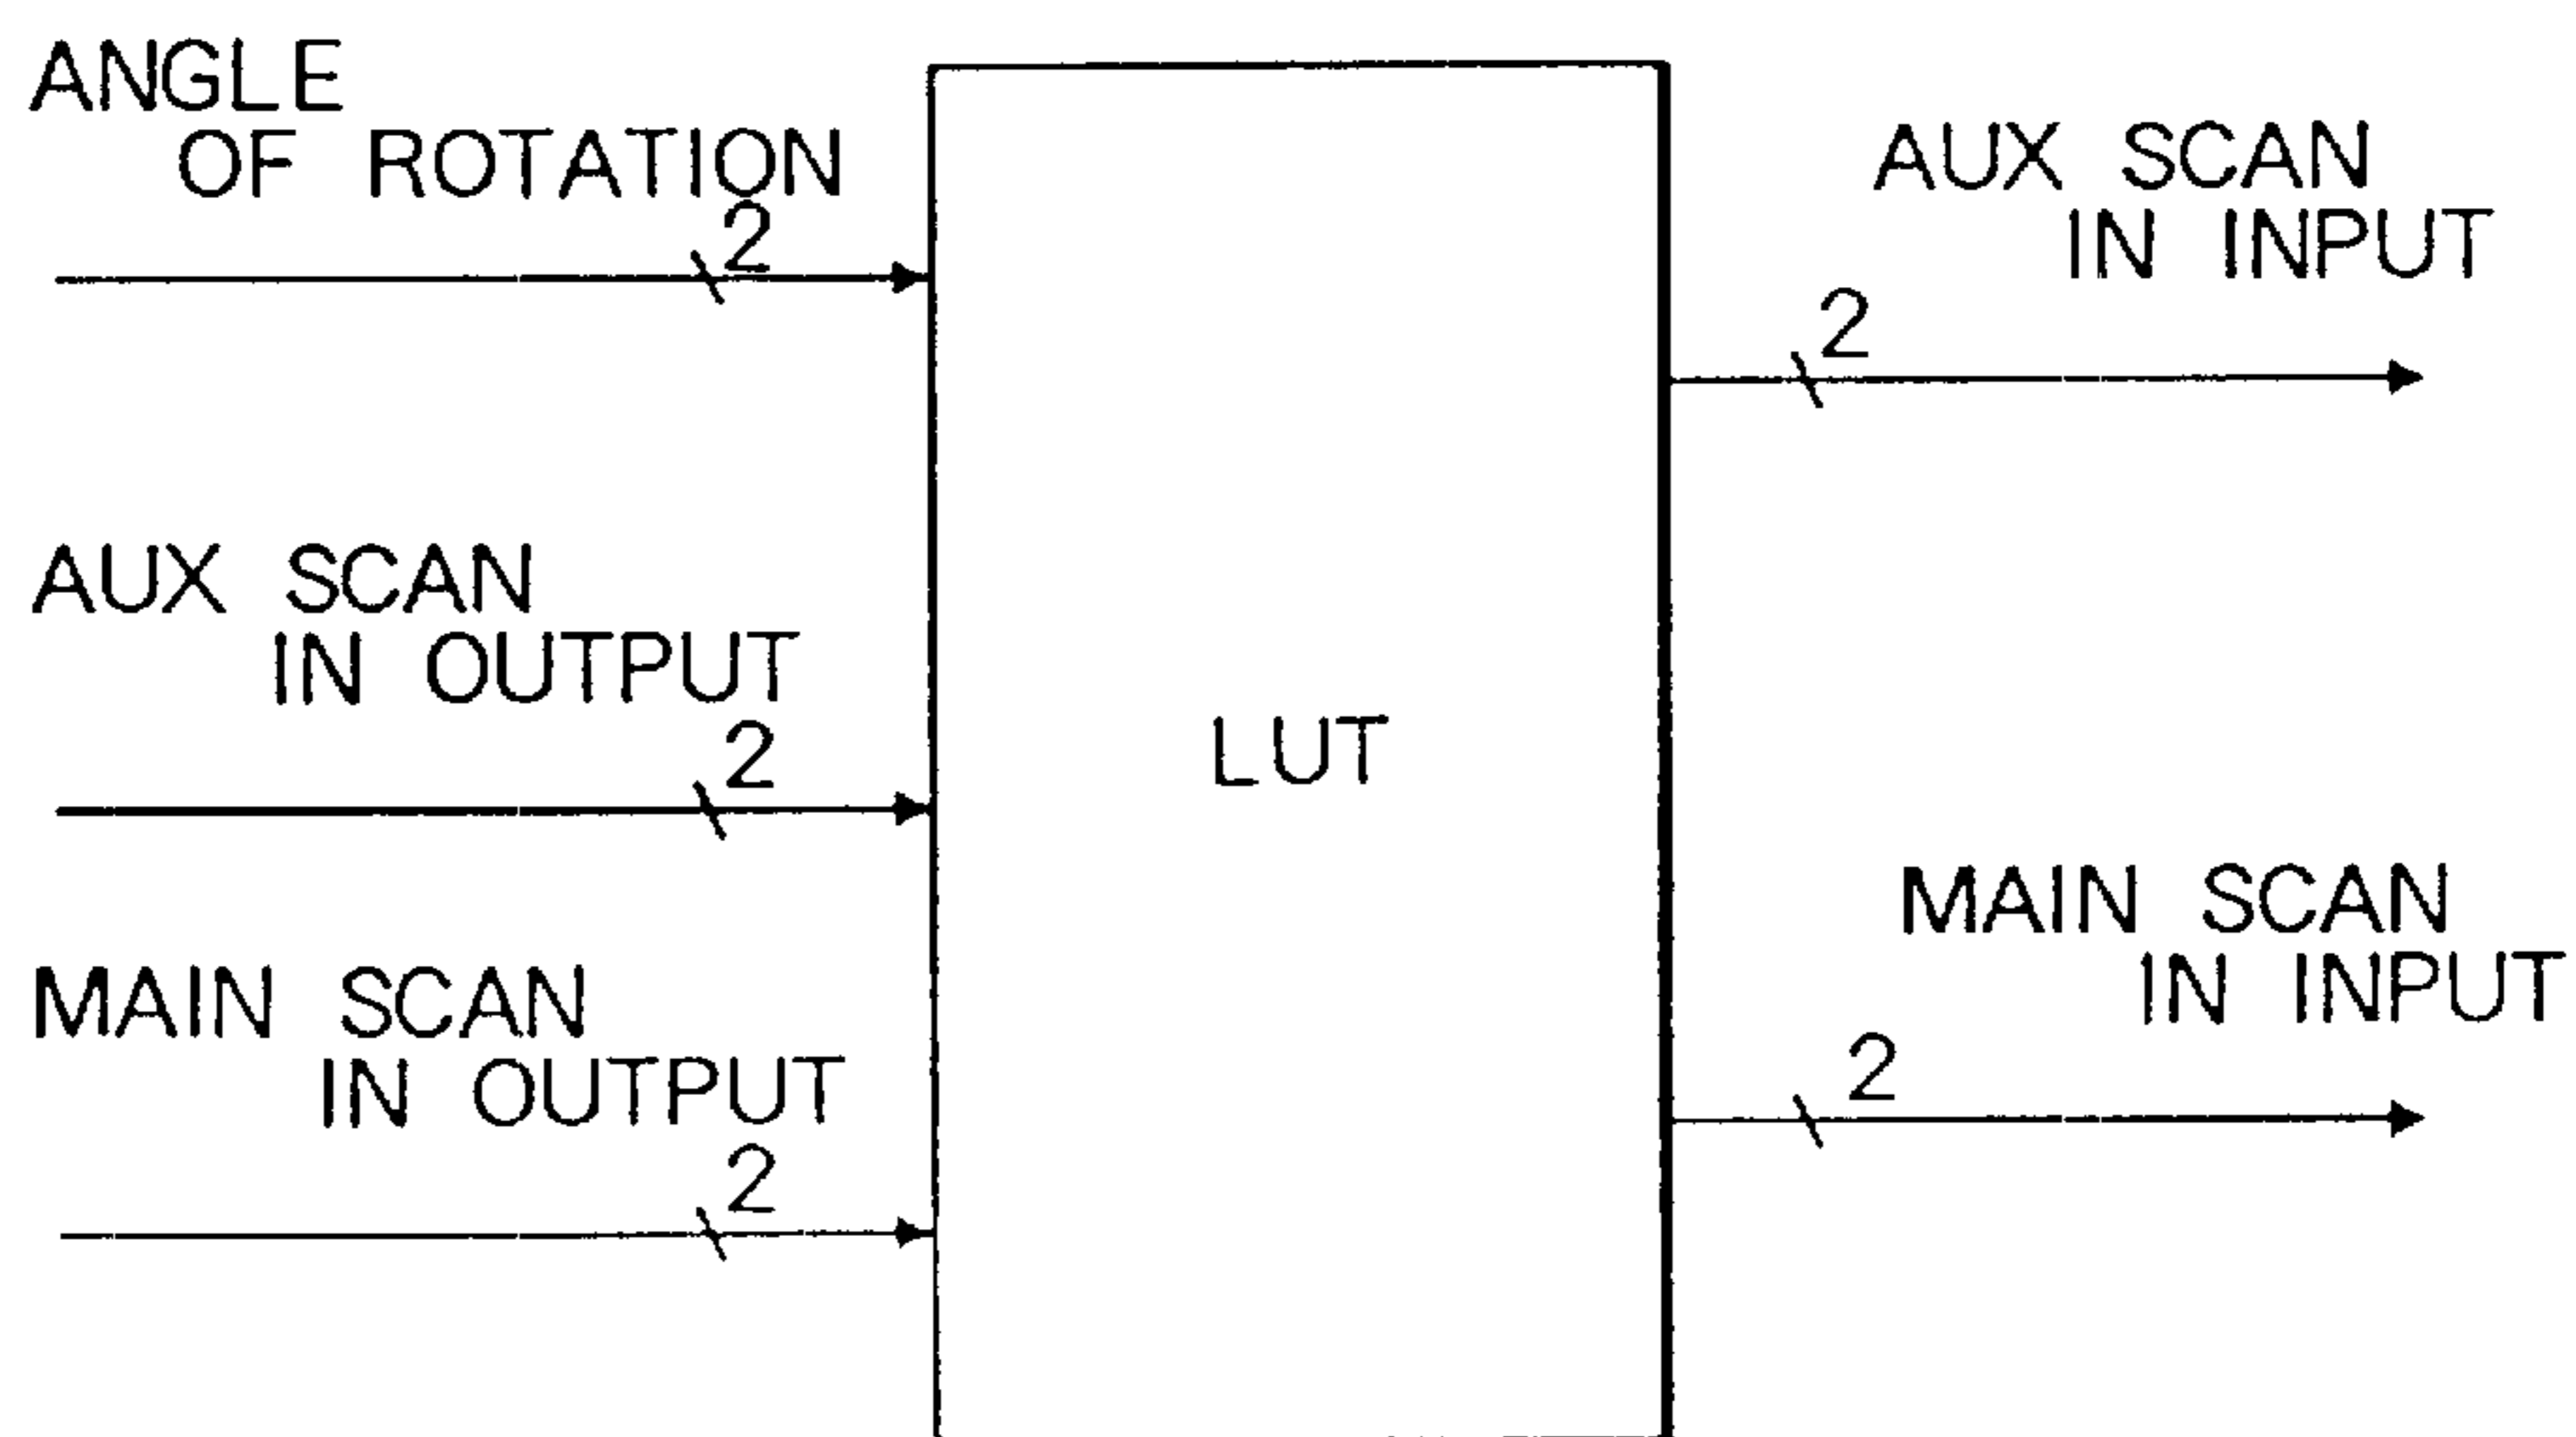 ANGLE
OF ROTATION
2
AUX SCAN
IN OUTPUT
2
MAIN SCAN
IN OUTPUT
2
LUT
AUX SCAN
IN INPUT
2
MAIN SCAN
IN INPUT
2